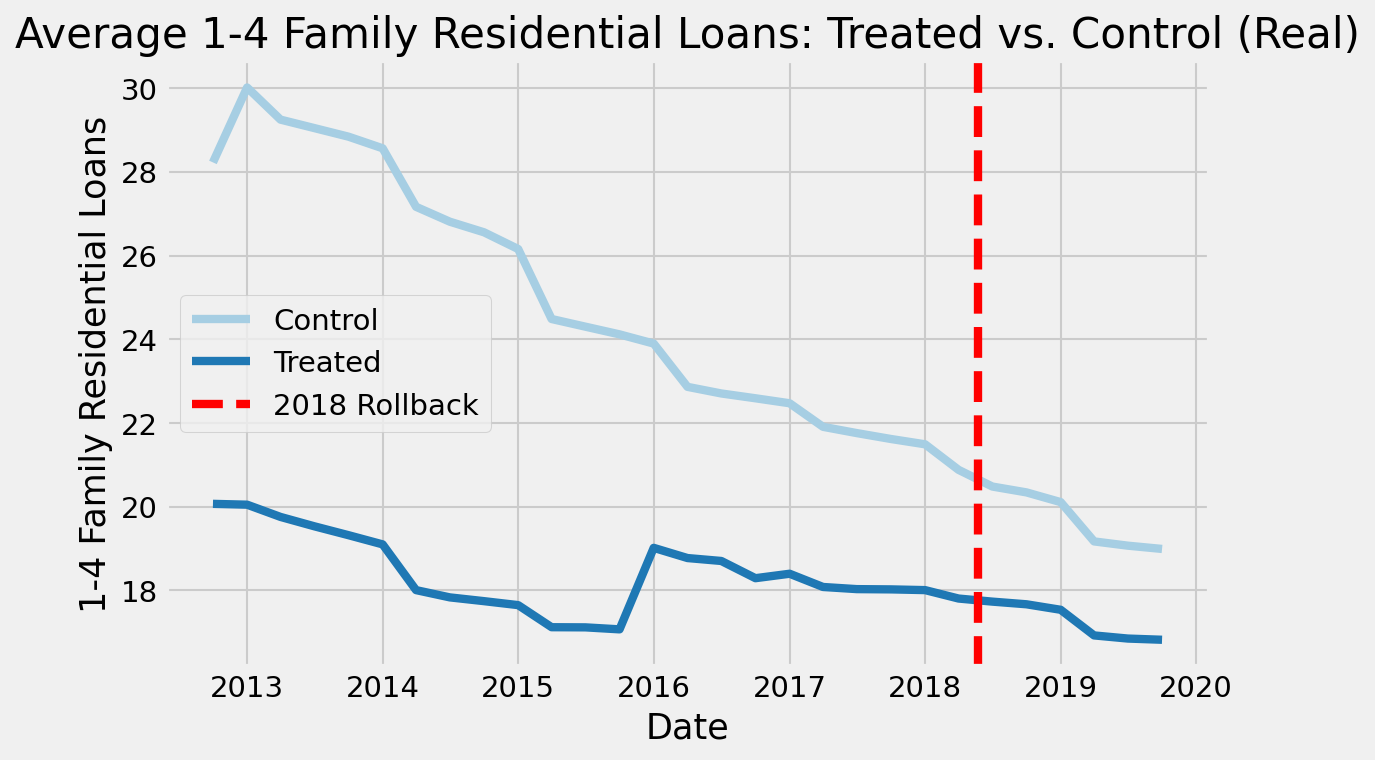 Average 1-4 Family Residential Loans: Treated vs. Control (Real)
1-4 Family Residential Loans
30
28
26
24
22
20
18
Control
Treated
2018 Rollback
2013 2014 2015 2016 2017 2018 2019 2020
Date